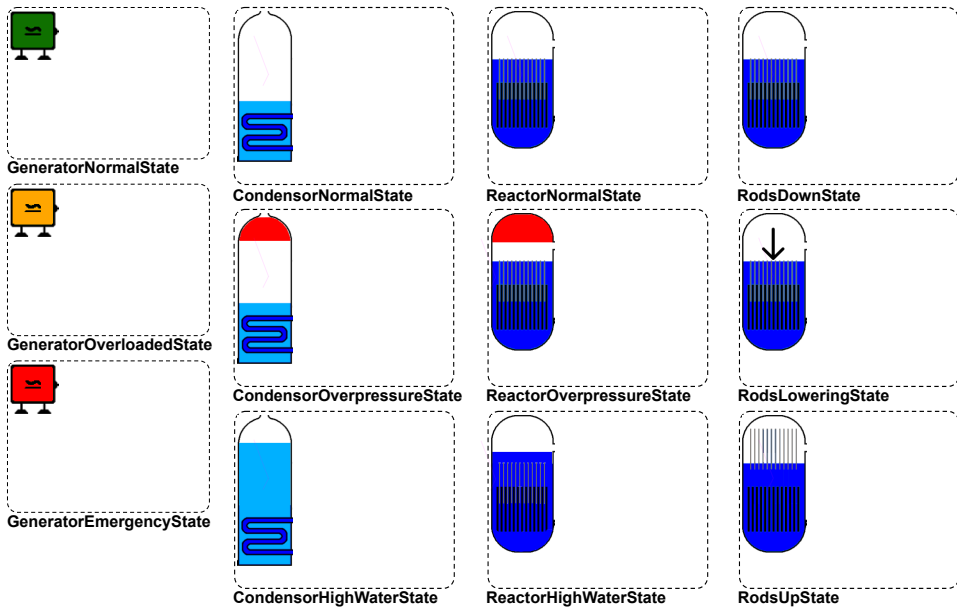 GeneratorNormalState
CondensorNormalState
ReactorNormalState
RodsDownState
GeneratorOverloadedState
CondensorOverpressureState
ReactorOverpressureState
RodsLoweringState
GeneratorEmergencyState
CondensorHighWaterState
ReactorHighWaterState
RodsUpState